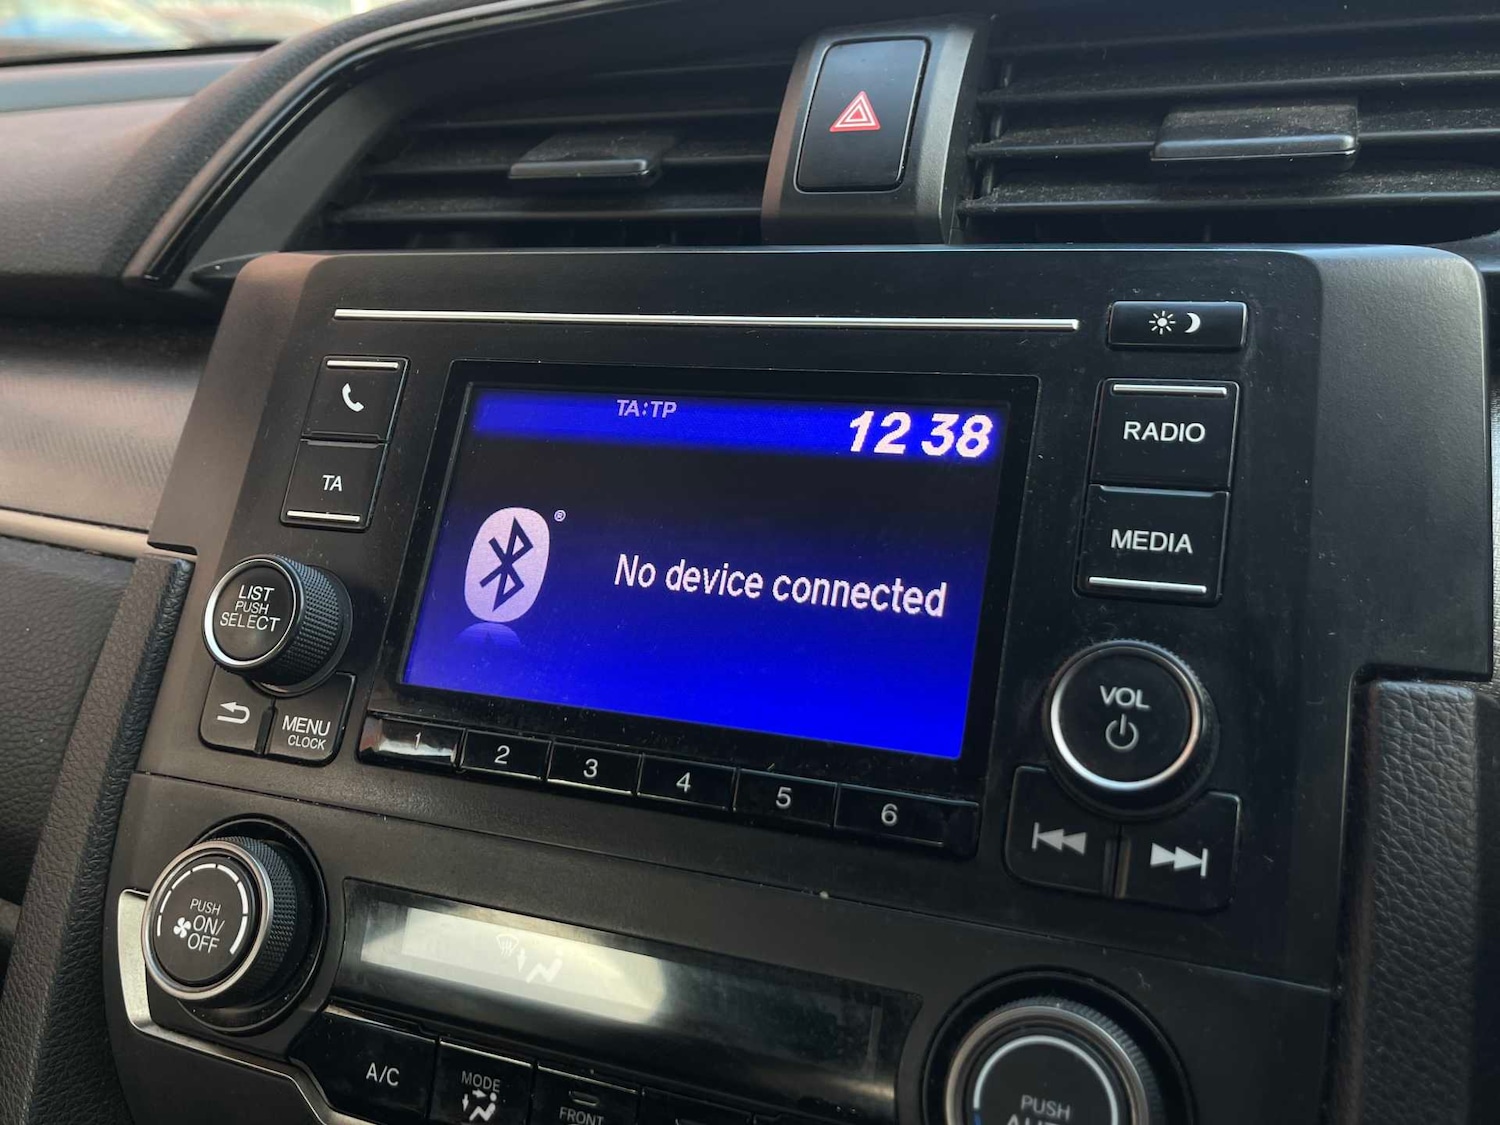 TA:TP
12 38
RADIO
TA
MEDIA
®
No device connected
LIST
PUSH
SELECT
VOL
MENU
CLOCK
1
2
3
4
5
6
PUSH
ON/
OFF
A/C
MODE
FRONT
PUSH